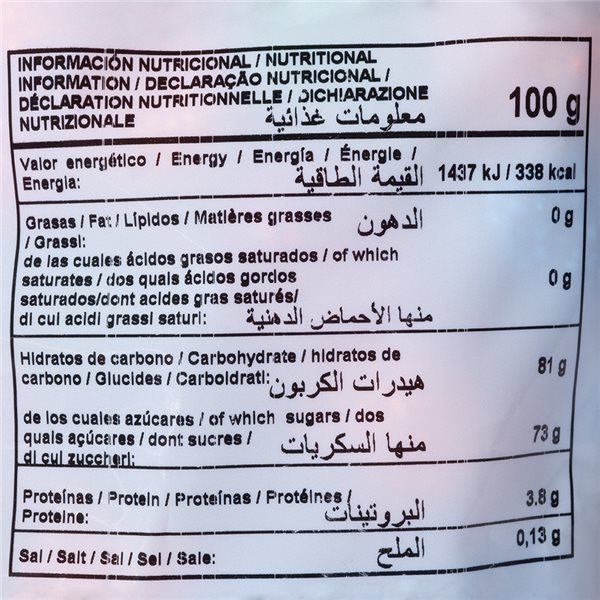 INFORMACIÓN NUTRICIONAL / NUTRITIONAL
INFORMATION / DECLARAÇÃO NUTRICIONAL /
DÉCLARATION NUTRITIONNELLE / DICHIARAZIONE
NUTRIZIONALE معلومات غذائية 100 g
Valor energético / Energy / Energía / Énergie /
Energia: القيمة الطاقية 1437 kJ / 338 kcal
Grasas / Fat / Lípidos / Matières grasses
/ Grassi: الدهون 0 g
de las cuales ácidos grasos saturados / of which
saturates / dos quais ácidos gordos
saturados/dont acides gras saturés/
di cui acidi grassi saturi: منها الأحماض الدهنية 0 g
Hidratos de carbono / Carbohydrate / hidratos de
carbono / Glucides / Carboidrati: هيدرات الكربون 81 g
de los cuales azúcares / of which sugars / dos
quais açúcares / dont sucres /
di cui zuccheri: منها السكريات 73 g
Proteínas / Protein / Proteínas / Protéines /
Proteine: البروتينات 3.8 g
Sal / Salt / Sal / Sel / Sale: الملح 0,13 g